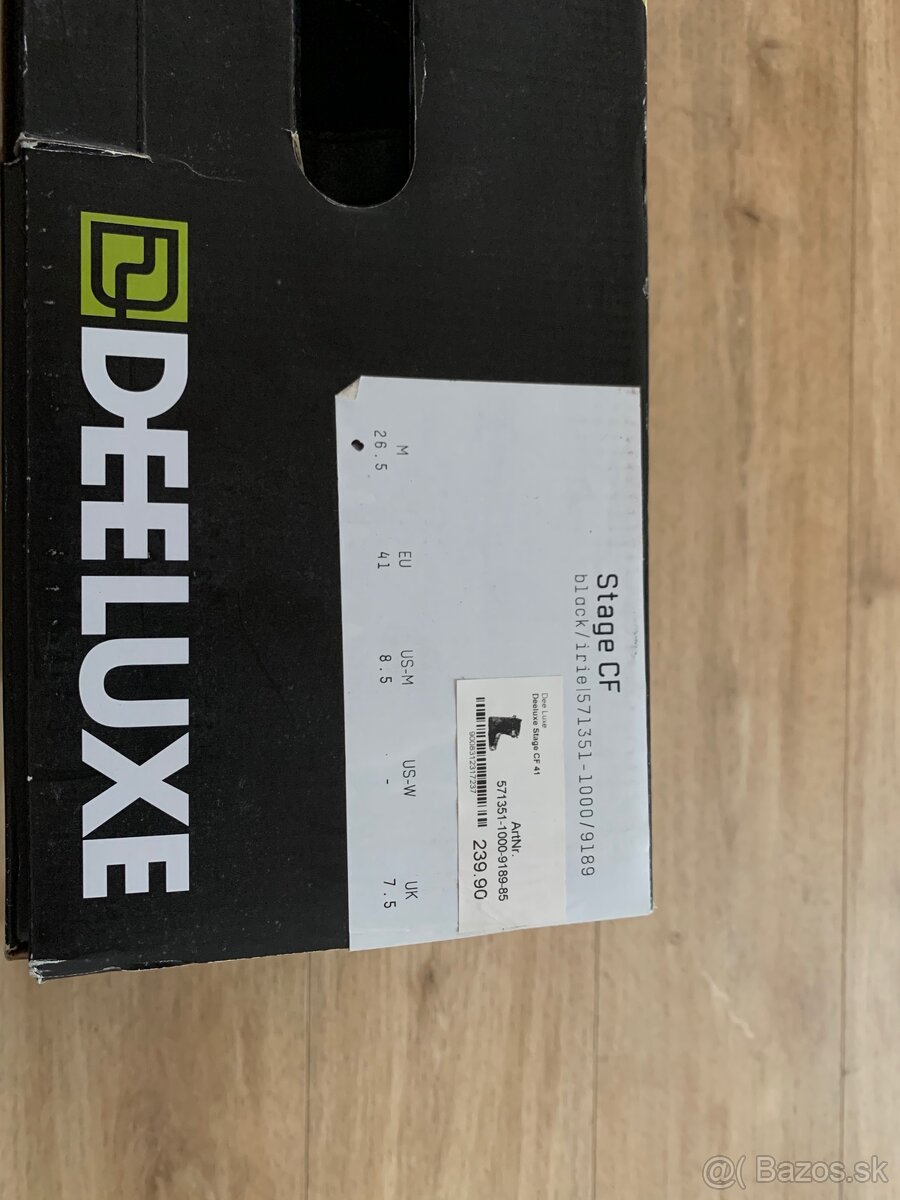 DEELUXE
Stage CF
black/irie|571351-1000/9189
Dee Luxe
Deeluxe Stage CF 41
ArtNr.
571351-1000-9189-85
9008312317237
239.90
M EU US-M US-W UK
26.5 41 8.5 - 7.5
@( Bazos.sk